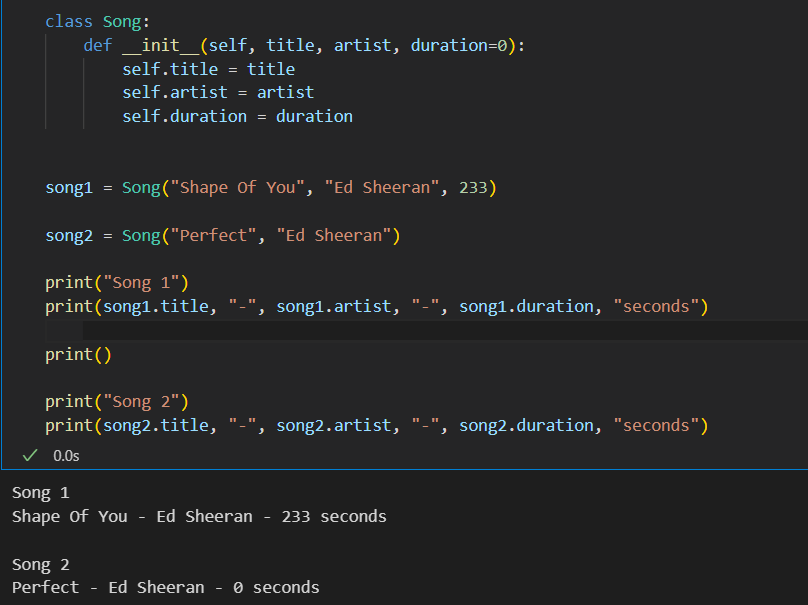 class Song:
    def __init__(self, title, artist, duration=0):
        self.title = title
        self.artist = artist
        self.duration = duration
song1 = Song("Shape Of You", "Ed Sheeran", 233)
song2 = Song("Perfect", "Ed Sheeran")
print("Song 1")
print(song1.title, "-", song1.artist, "-", song1.duration, "seconds")
print()
print("Song 2")
print(song2.title, "-", song2.artist, "-", song2.duration, "seconds")
0.0s
Song 1
Shape Of You - Ed Sheeran - 233 seconds
Song 2
Perfect - Ed Sheeran - 0 seconds